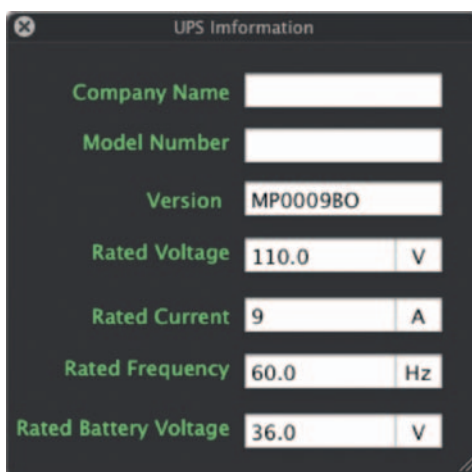 UPS Imformation
Company Name
Model Number
Version MP0009BO
Rated Voltage 110.0 V
Rated Current 9 A
Rated Frequency 60.0 Hz
Rated Battery Voltage 36.0 V